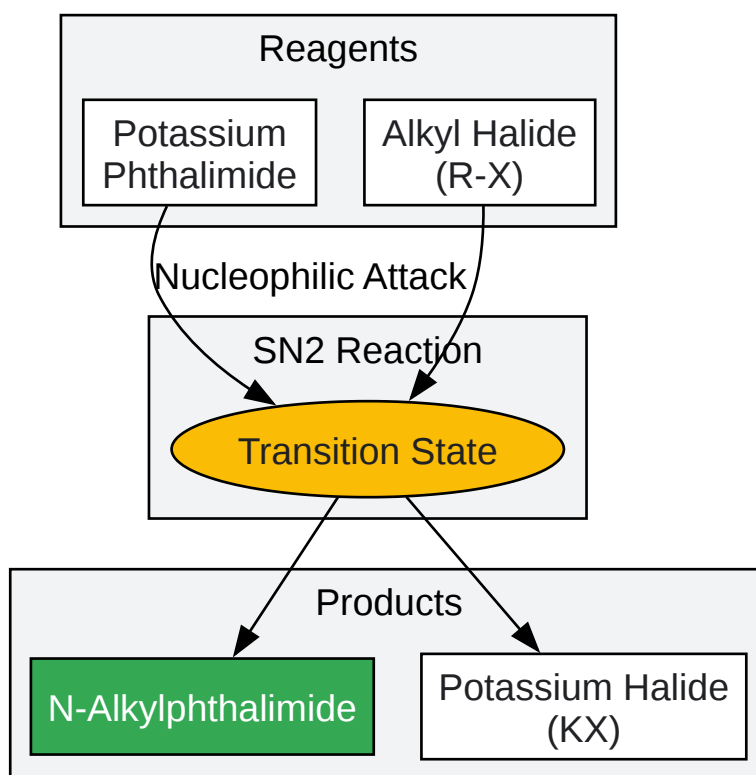 Reagents
Potassium
Phthalimide
Alkyl Halide
(R-X)
Nucleophilic Attack
SN2 Reaction
Transition State
Products
N-Alkylphthalimide
Potassium Halide
(KX)